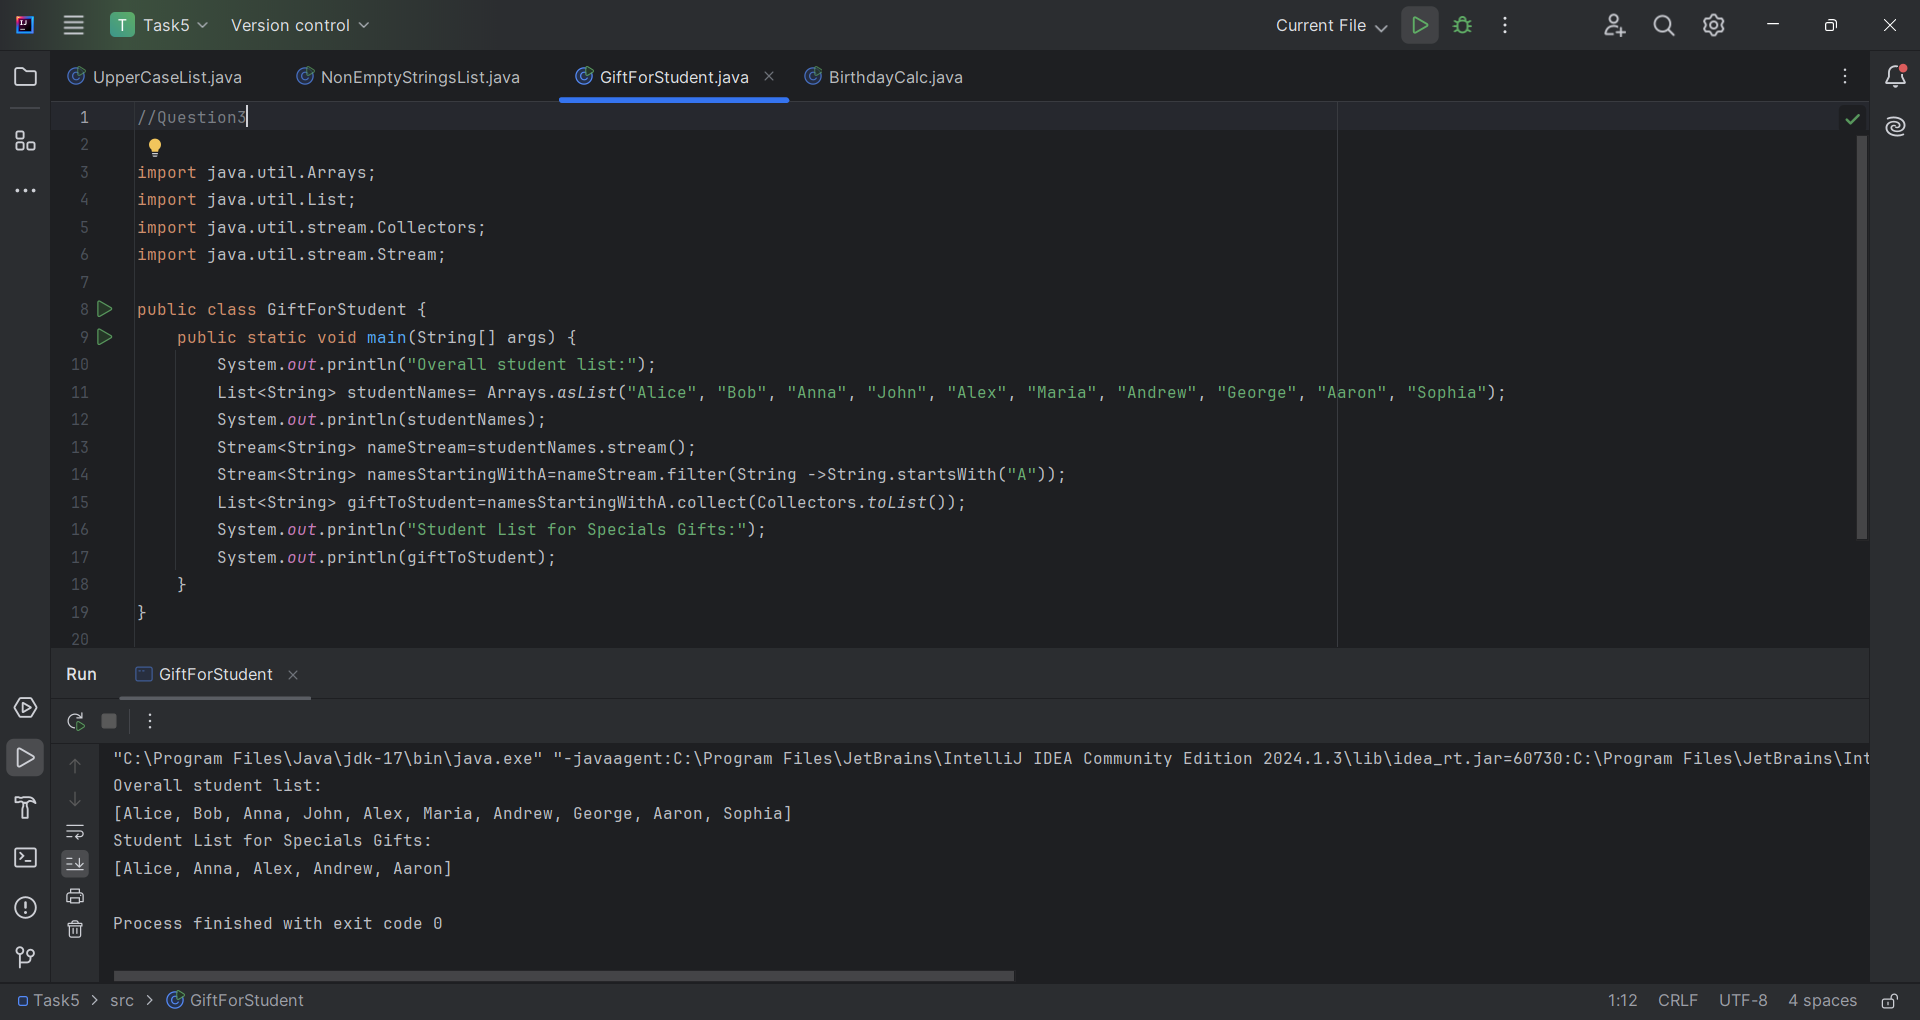 Task5 Version control Current File
UpperCaseList.java NonEmptyStringsList.java GiftForStudent.java BirthdayCalc.java
1 //Question3
2
3 import java.util.Arrays;
4 import java.util.List;
5 import java.util.stream.Collectors;
6 import java.util.stream.Stream;
7
8 public class GiftForStudent {
9 public static void main(String[] args) {
10 System.out.println("Overall student list:");
11 List<String> studentNames= Arrays.asList("Alice", "Bob", "Anna", "John", "Alex", "Maria", "Andrew", "George", "Aaron", "Sophia");
12 System.out.println(studentNames);
13 Stream<String> nameStream=studentNames.stream();
14 Stream<String> namesStartingWithA=nameStream.filter(String ->String.startsWith("A"));
15 List<String> giftToStudent=namesStartingWithA.collect(Collectors.toList());
16 System.out.println("Student List for Specials Gifts:");
17 System.out.println(giftToStudent);
18 }
19 }
20
Run GiftForStudent
"C:\Program Files\Java\jdk-17\bin\java.exe" "-javaagent:C:\Program Files\JetBrains\IntelliJ IDEA Community Edition 2024.1.3\lib\idea_rt.jar=60730:C:\Program Files\JetBrains\Int
Overall student list:
[Alice, Bob, Anna, John, Alex, Maria, Andrew, George, Aaron, Sophia]
Student List for Specials Gifts:
[Alice, Anna, Alex, Andrew, Aaron]
Process finished with exit code 0
Task5 > src > GiftForStudent 1:12 CRLF UTF-8 4 spaces